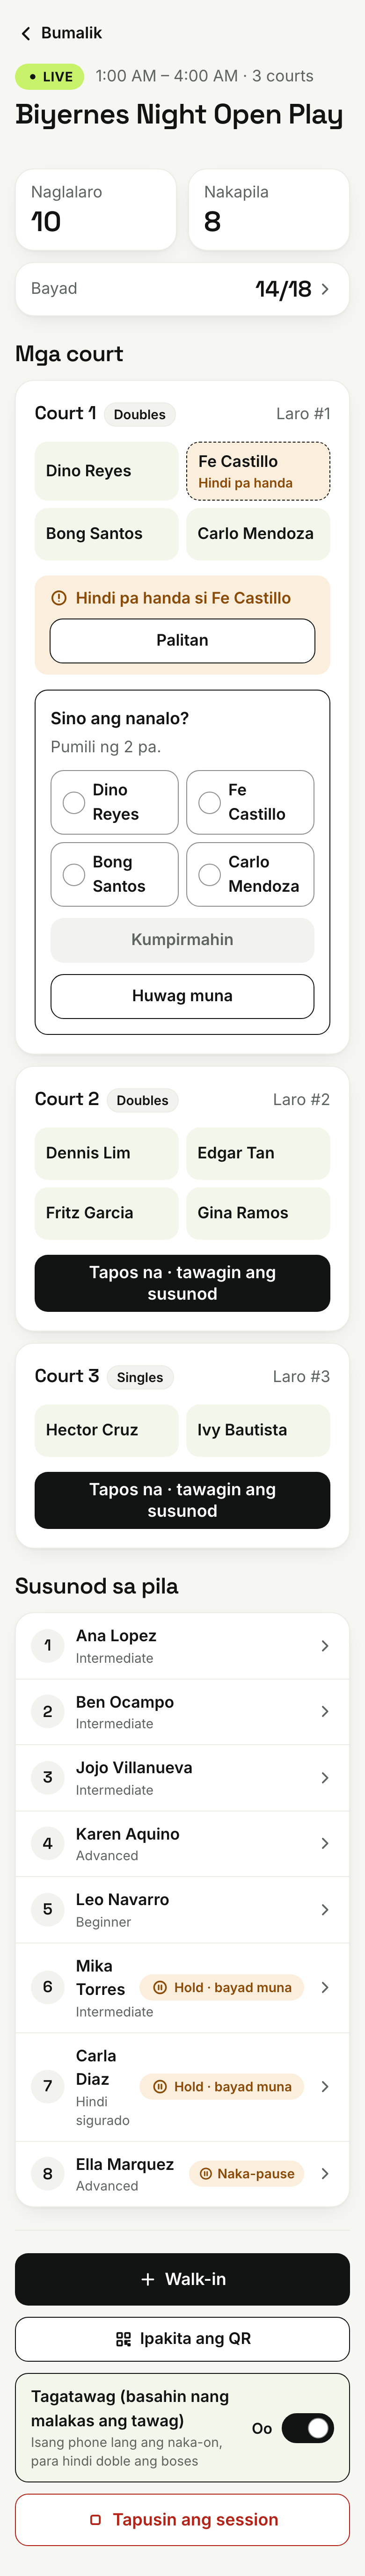 Bumalik
LIVE 1:00 AM – 4:00 AM · 3 courts
Biyernes Night Open Play
Naglalaro
10
Nakapila
8
Bayad 14/18
Mga court
Court 1 Doubles Laro #1
Dino Reyes
Fe Castillo
Hindi pa handa
Bong Santos
Carlo Mendoza
Hindi pa handa si Fe Castillo
Palitan
Sino ang nanalo?
Pumili ng 2 pa.
Dino
Reyes
Fe
Castillo
Bong
Santos
Carlo
Mendoza
Kumpirmahin
Huwag muna
Court 2 Doubles Laro #2
Dennis Lim
Edgar Tan
Fritz Garcia
Gina Ramos
Tapos na · tawagin ang
susunod
Court 3 Singles Laro #3
Hector Cruz
Ivy Bautista
Tapos na · tawagin ang
susunod
Susunod sa pila
1 Ana Lopez
Intermediate
2 Ben Ocampo
Intermediate
3 Jojo Villanueva
Intermediate
4 Karen Aquino
Advanced
5 Leo Navarro
Beginner
6 Mika
Torres
Intermediate
Hold · bayad muna
7 Carla
Diaz
Hindi
sigurado
Hold · bayad muna
8 Ella Marquez
Advanced
Naka-pause
Walk-in
Ipakita ang QR
Tagatawag (basahin nang
malakas ang tawag)
Isang phone lang ang naka-on,
para hindi doble ang boses
Oo
Tapusin ang session